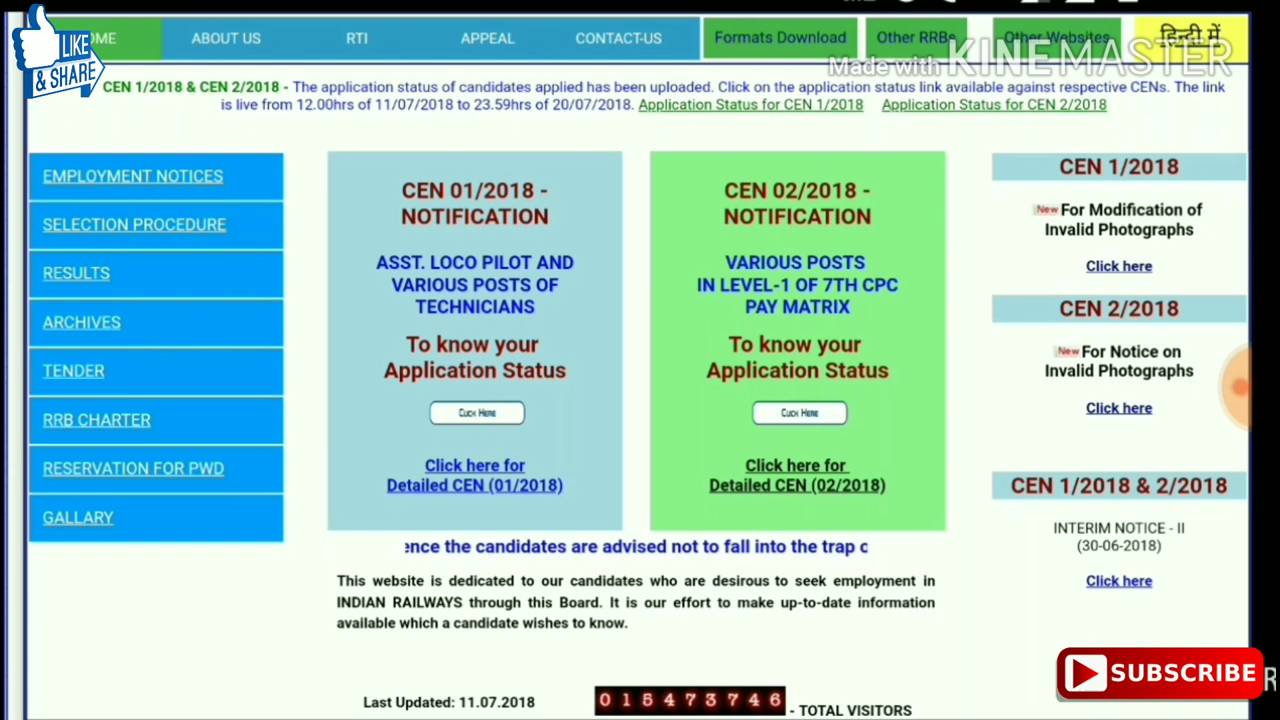 LIKE
& SHARE
OME
ABOUT US
RTI
APPEAL
CONTACT-US
Formats Download
Other RRBs
Other Websites
हिन्दी में
Made with KINEMASTER
CEN 1/2018 & CEN 2/2018 - The application status of candidates applied has been uploaded. Click on the application status link available against respective CENs. The link
is live from 12.00hrs of 11/07/2018 to 23.59hrs of 20/07/2018. Application Status for CEN 1/2018 Application Status for CEN 2/2018
EMPLOYMENT NOTICES
SELECTION PROCEDURE
RESULTS
ARCHIVES
TENDER
RRB CHARTER
RESERVATION FOR PWD
GALLARY
CEN 01/2018 -
NOTIFICATION
ASST. LOCO PILOT AND
VARIOUS POSTS OF
TECHNICIANS
To know your
Application Status
Click Here
Click here for
Detailed CEN (01/2018)
CEN 02/2018 -
NOTIFICATION
VARIOUS POSTS
IN LEVEL-1 OF 7TH CPC
PAY MATRIX
To know your
Application Status
Click Here
Click here for
Detailed CEN (02/2018)
CEN 1/2018
New For Modification of
Invalid Photographs
Click here
CEN 2/2018
New For Notice on
Invalid Photographs
Click here
CEN 1/2018 & 2/2018
INTERIM NOTICE - II
(30-06-2018)
Click here
ence the candidates are advised not to fall into the trap
This website is dedicated to our candidates who are desirous to seek employment in
INDIAN RAILWAYS through this Board. It is our effort to make up-to-date information
available which a candidate wishes to know.
Last Updated: 11.07.2018
015473746 - TOTAL VISITORS
SUBSCRIBE